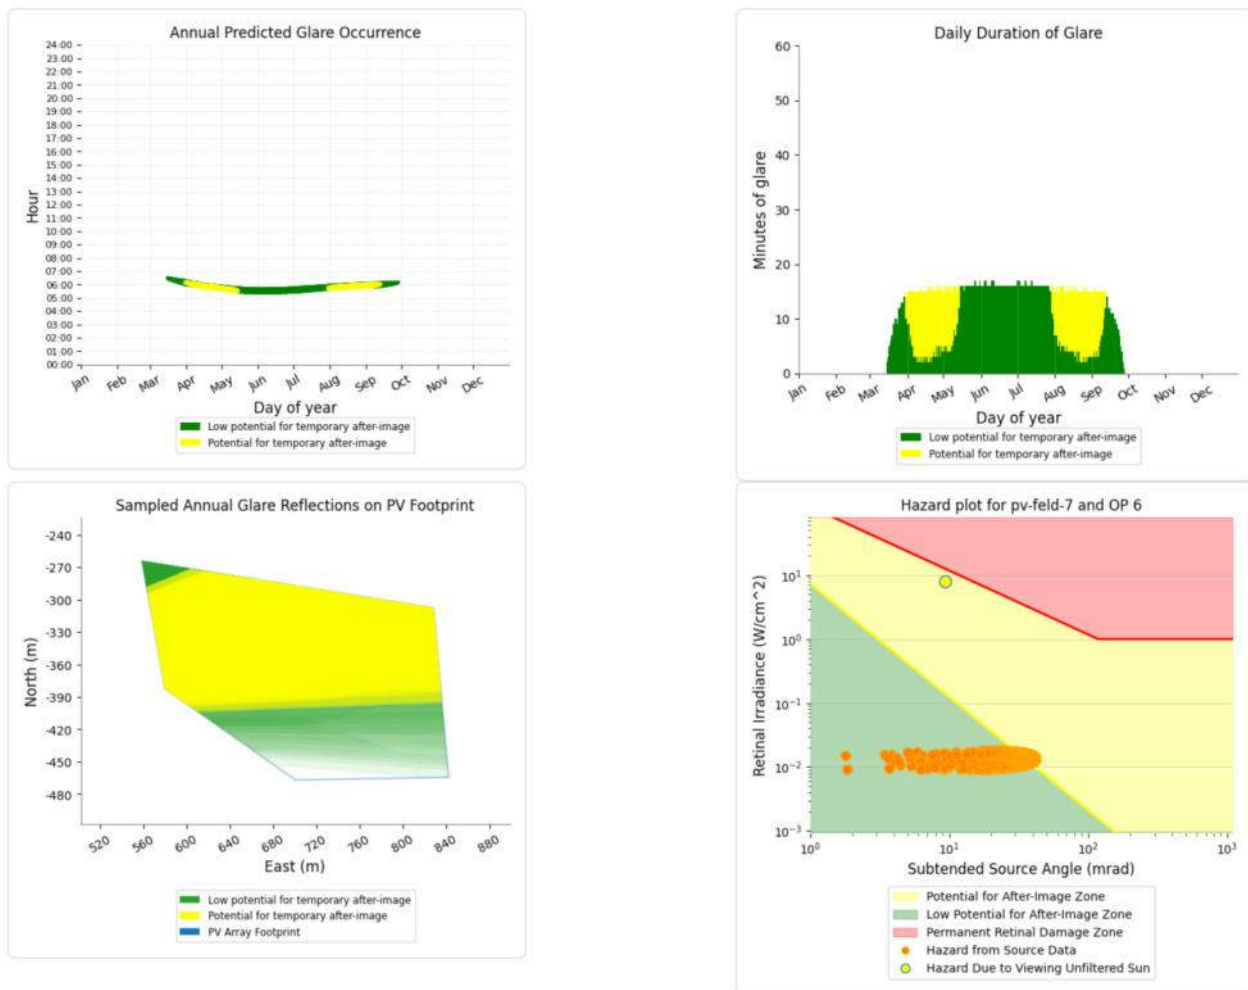 Annual Predicted Glare Occurrence
24:00
23:00
22:00
21:00
20:00
19:00
18:00
17:00
16:00
15:00
14:00
13:00
12:00
11:00
10:00
09:00
08:00
07:00
06:00
05:00
04:00
03:00
02:00
01:00
00:00
Hour
Jan Feb Mar Apr May Jun Jul Aug Sep Oct Nov Dec
Day of year
Low potential for temporary after-image
Potential for temporary after-image
Daily Duration of Glare
60
50
40
30
20
10
0
Minutes of glare
Jan Feb Mar Apr May Jun Jul Aug Sep Oct Nov Dec
Day of year
Low potential for temporary after-image
Potential for temporary after-image
Sampled Annual Glare Reflections on PV Footprint
-240
-270
-300
-330
-360
-390
-420
-450
-480
North (m)
520 560 600 640 680 720 760 800 840 880
East (m)
Low potential for temporary after-image
Potential for temporary after-image
PV Array Footprint
Hazard plot for pv-feld-7 and OP 6
10^1
10^0
10^-1
10^-2
10^-3
Retinal Irradiance (W/cm^2)
10^0 10^1 10^2 10^3
Subtended Source Angle (mrad)
Potential for After-Image Zone
Low Potential for After-Image Zone
Permanent Retinal Damage Zone
Hazard from Source Data
Hazard Due to Viewing Unfiltered Sun